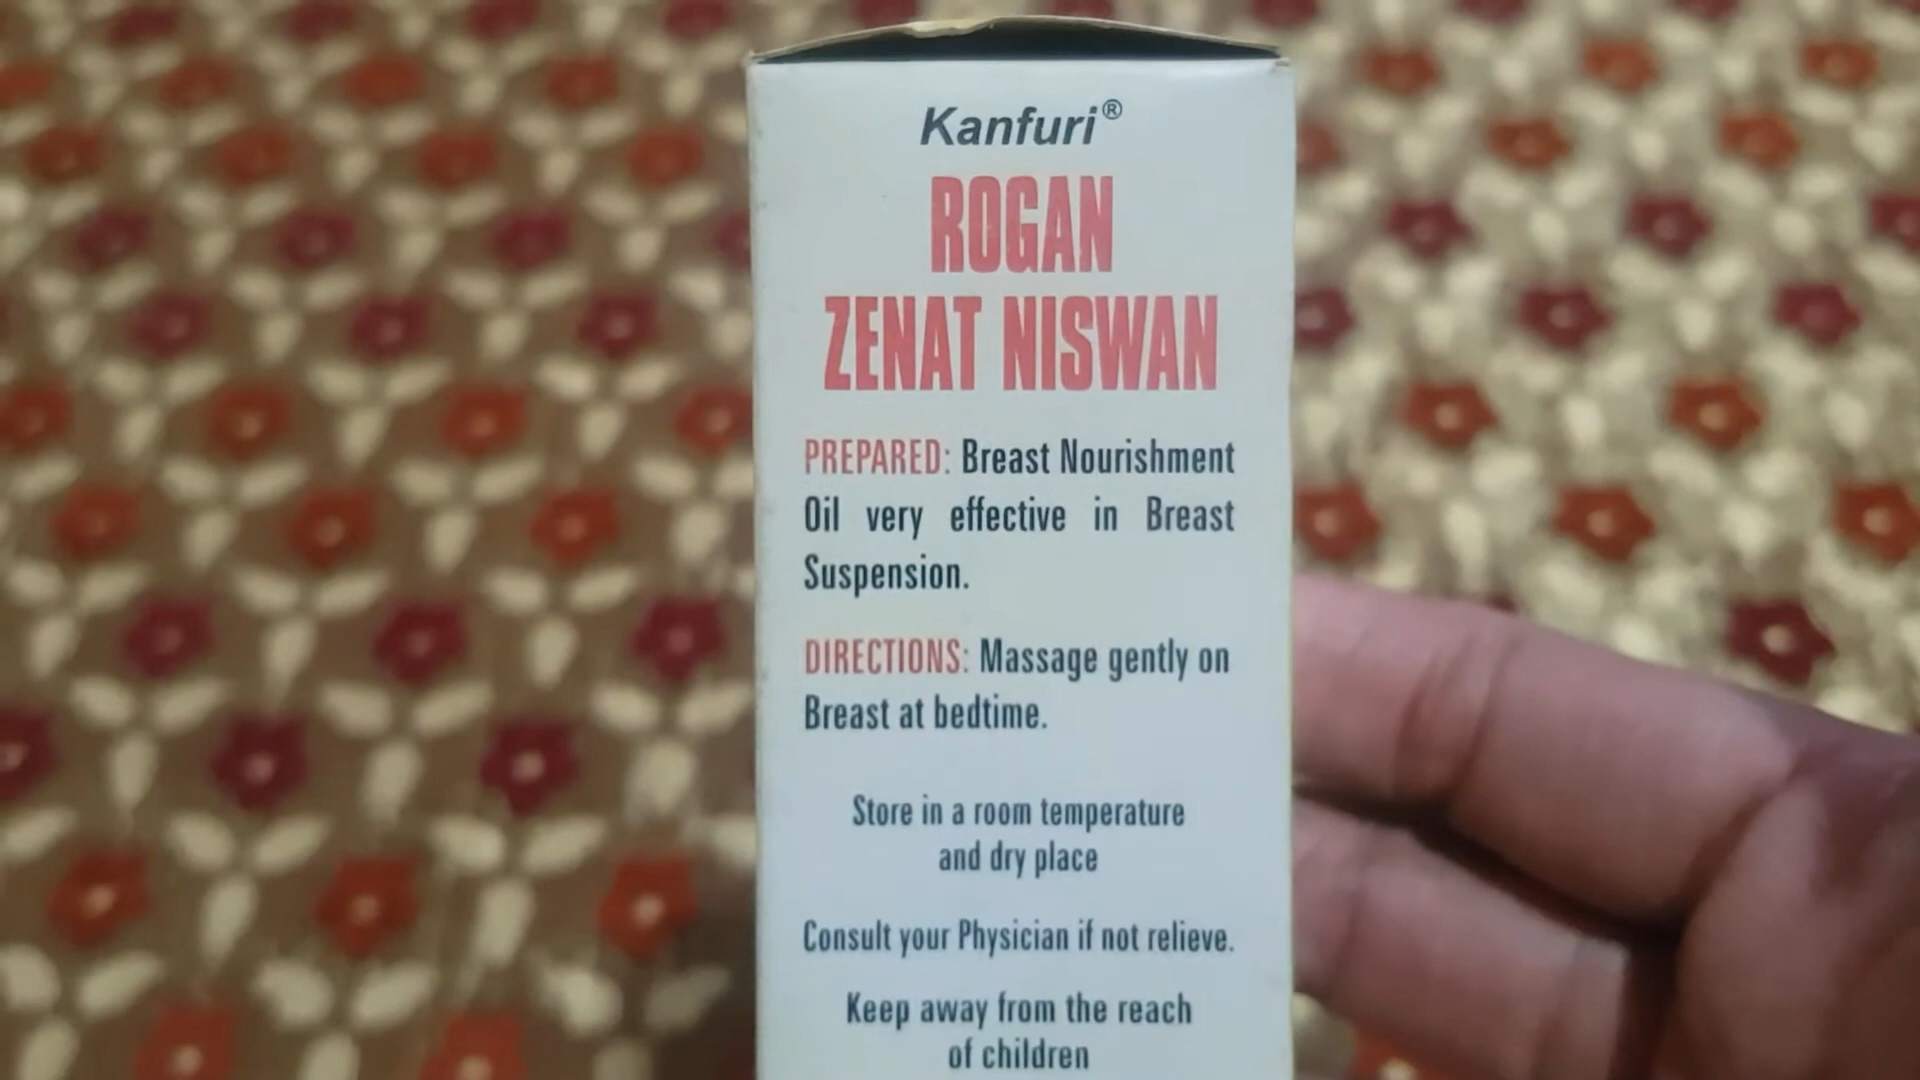 Kanfuri®
ROGAN
ZENAT NISWAN
PREPARED: Breast Nourishment
Oil very effective in Breast
Suspension.
DIRECTIONS: Massage gently on
Breast at bedtime.
Store in a room temperature
and dry place
Consult your Physician if not relieve.
Keep away from the reach
of children